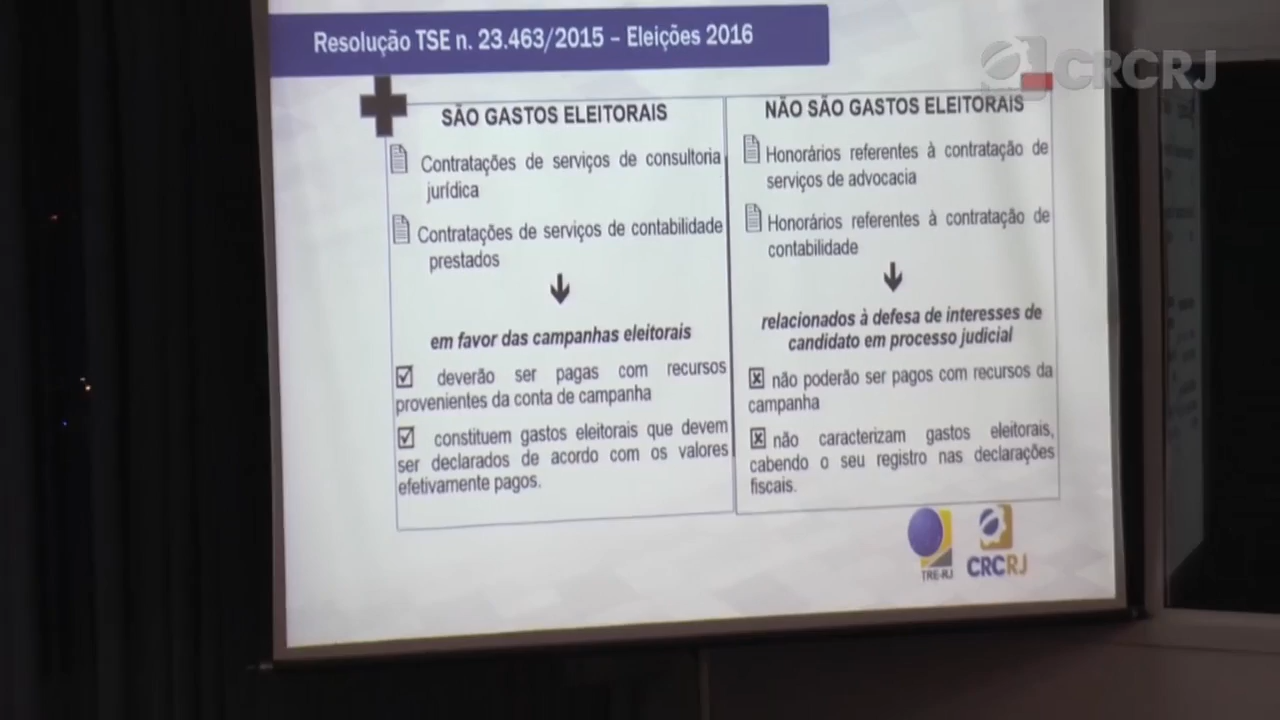 Resolução TSE n. 23.463/2015 – Eleições 2016
CRCRJ
SÃO GASTOS ELEITORAIS
Contratações de serviços de consultoria
jurídica
Contratações de serviços de contabilidade
prestados
em favor das campanhas eleitorais
deverão ser pagas com recursos
provenientes da conta de campanha
constituem gastos eleitorais que devem
ser declarados de acordo com os valores
efetivamente pagos.
NÃO SÃO GASTOS ELEITORAIS
Honorários referentes à contratação de
serviços de advocacia
Honorários referentes à contratação de
contabilidade
relacionados à defesa de interesses de
candidato em processo judicial
não poderão ser pagos com recursos da
campanha
não caracterizam gastos eleitorais,
cabendo o seu registro nas declarações
fiscais.
TRE-RJ
CRCRJ